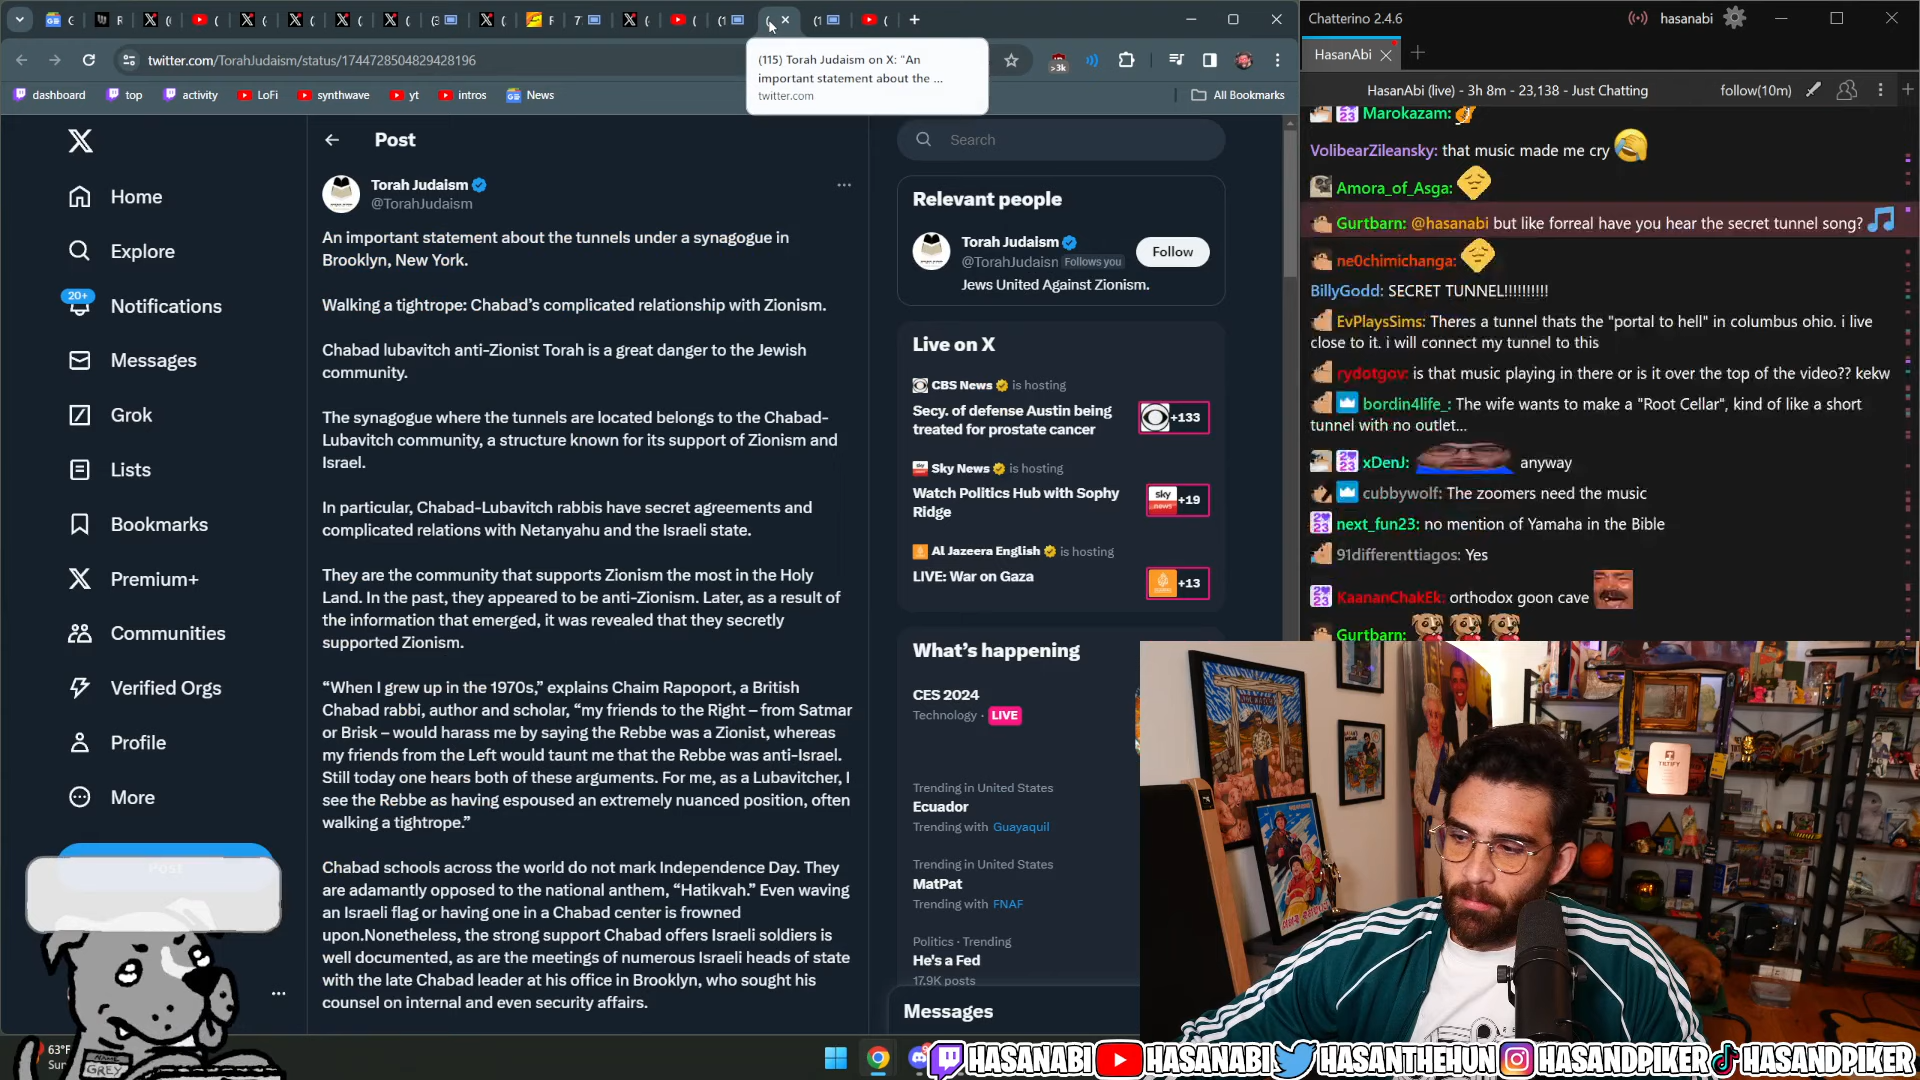 (115) Torah Judaism on X: "An
important statement about the ...
twitter.com
twitter.com/TorahJudaism/status/1744728504829428196
>3k
dashboard
top
activity
LoFi
synthwave
yt
intros
News
All Bookmarks
Home
Explore
20+
Notifications
Messages
Grok
Lists
Bookmarks
Premium+
Communities
Verified Orgs
Profile
More
Post
Torah Judaism
@TorahJudaism
An important statement about the tunnels under a synagogue in
Brooklyn, New York.
Walking a tightrope: Chabad’s complicated relationship with Zionism.
Chabad lubavitch anti-Zionist Torah is a great danger to the Jewish
community.
The synagogue where the tunnels are located belongs to the Chabad-
Lubavitch community, a structure known for its support of Zionism and
Israel.
In particular, Chabad-Lubavitch rabbis have secret agreements and
complicated relations with Netanyahu and the Israeli state.
They are the community that supports Zionism the most in the Holy
Land. In the past, they appeared to be anti-Zionism. Later, as a result of
the information that emerged, it was revealed that they secretly
supported Zionism.
“When I grew up in the 1970s,” explains Chaim Rapoport, a British
Chabad rabbi, author and scholar, “my friends to the Right – from Satmar
or Brisk – would harass me by saying the Rebbe was a Zionist, whereas
my friends from the Left would taunt me that the Rebbe was anti-Israel.
Still today one hears both of these arguments. For me, as a Lubavitcher, I
see the Rebbe as having espoused an extremely nuanced position, often
walking a tightrope.”
Chabad schools across the world do not mark Independence Day. They
are adamantly opposed to the national anthem, “Hatikvah.” Even waving
an Israeli flag or having one in a Chabad center is frowned
upon.Nonetheless, the strong support Chabad offers Israeli soldiers is
well documented, as are the meetings of numerous Israeli heads of state
with the late Chabad leader at his office in Brooklyn, who sought his
counsel on internal and even security affairs.
Search
Relevant people
Torah Judaism
@TorahJudaisn Follows you
Follow
Jews United Against Zionism.
Live on X
CBS News is hosting
Secy. of defense Austin being
treated for prostate cancer
+133
Sky News is hosting
Watch Politics Hub with Sophy
Ridge
sky news
+19
Al Jazeera English is hosting
LIVE: War on Gaza
+13
What’s happening
CES 2024
Technology · LIVE
Trending in United States
Ecuador
Trending with Guayaquil
Trending in United States
MatPat
Trending with FNAF
Politics · Trending
He's a Fed
17.9K posts
Messages
Chatterino 2.4.6
hasanabi
HasanAbi
HasanAbi (live) - 3h 8m - 23,138 - Just Chatting
follow(10m)
Marokazam:
VolibearZileansky: that music made me cry
Amora_of_Asga:
Gurtbarn: @hasanabi but like forreal have you hear the secret tunnel song?
ne0chimichanga:
BillyGodd: SECRET TUNNEL!!!!!!!!!!
EvPlaysSims: Theres a tunnel thats the "portal to hell" in columbus ohio. i live
close to it. i will connect my tunnel to this
rydotgov: is that music playing in there or is it over the top of the video?? kekw
bordin4life_: The wife wants to make a "Root Cellar", kind of like a short
tunnel with no outlet...
xDenJ: anyway
cubbywolf: The zoomers need the music
next_fun23: no mention of Yamaha in the Bible
91differenttiagos: Yes
KaananChakEk: orthodox goon cave
Gurtbarn:
63°F
GREY
HASANABI HASANABI HASANTHEHUN HASANDPIKER HASANDPIKER